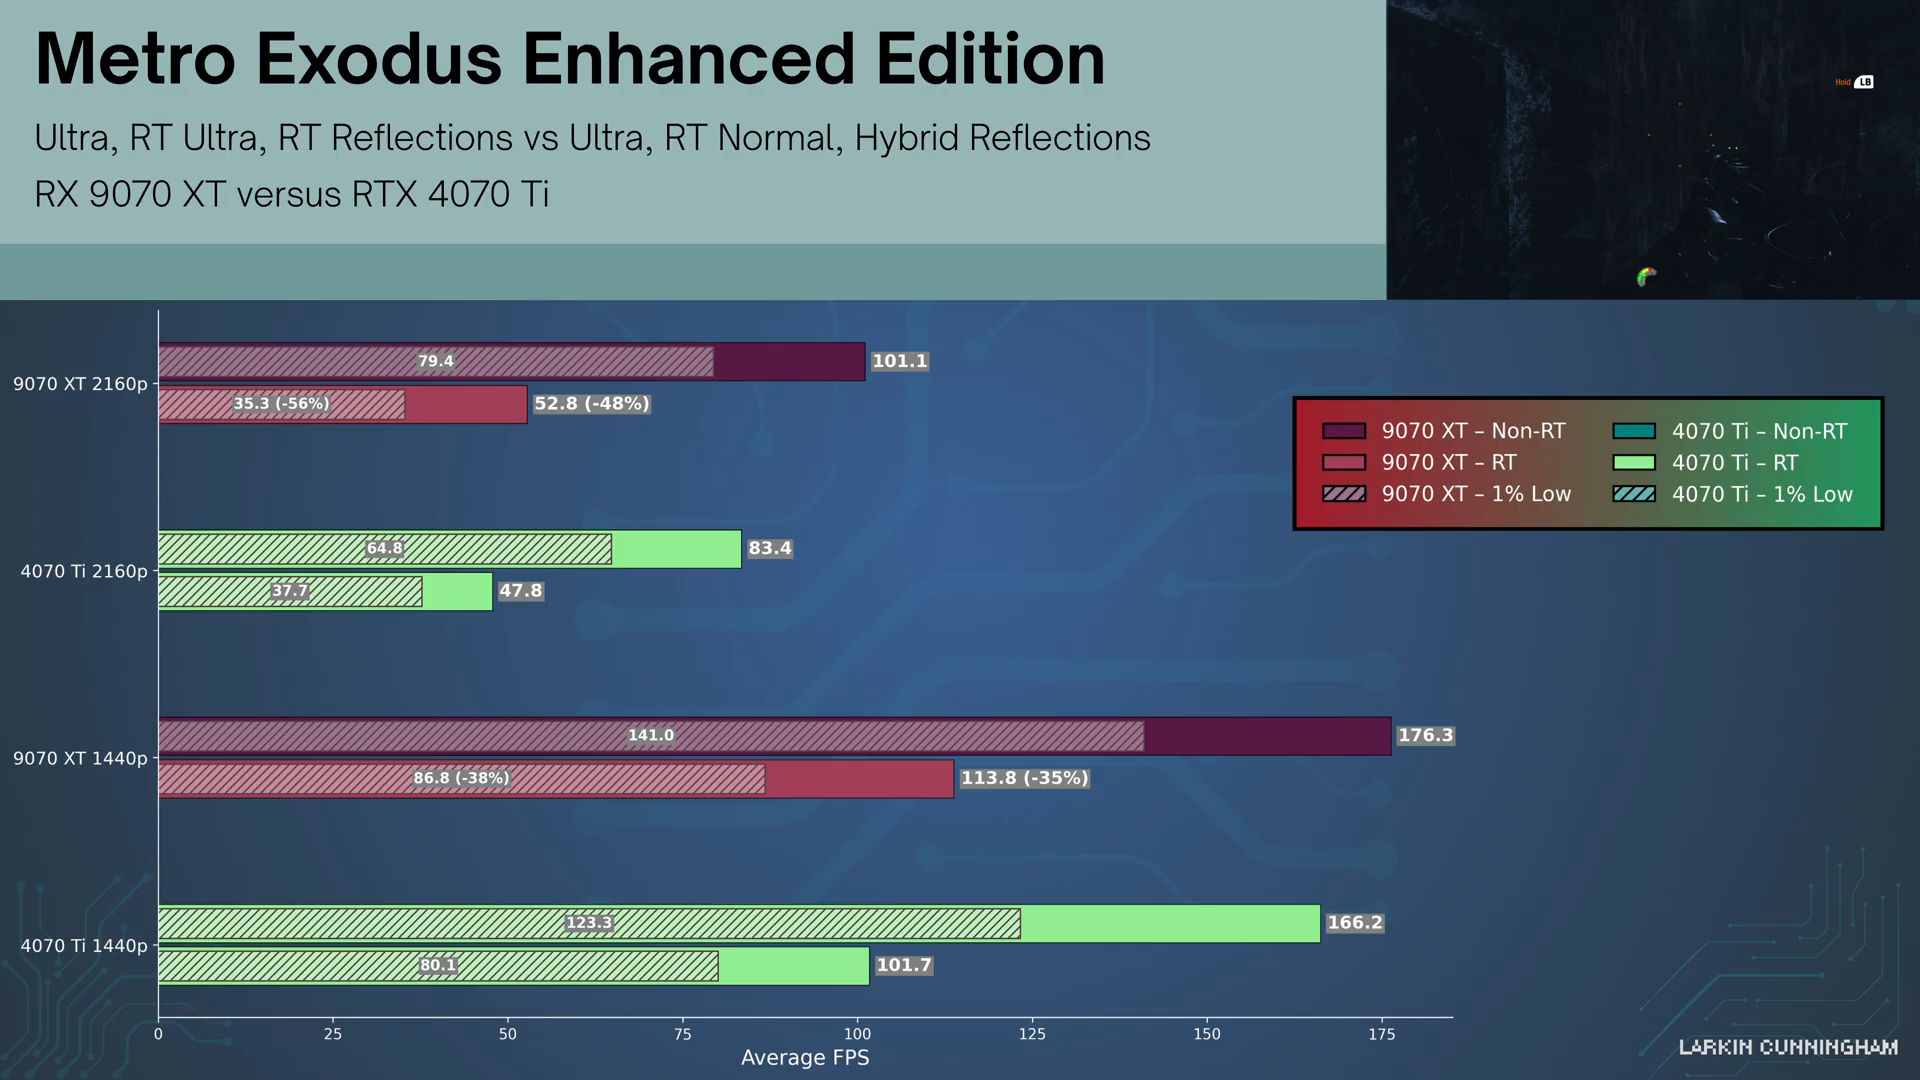 Metro Exodus Enhanced Edition
Ultra, RT Ultra, RT Reflections vs Ultra, RT Normal, Hybrid Reflections
RX 9070 XT versus RTX 4070 Ti
Hold LB
9070 XT 2160p
79.4
101.1
35.3 (-56%)
52.8 (-48%)
4070 Ti 2160p
64.8
83.4
37.7
47.8
9070 XT 1440p
141.0
176.3
86.8 (-38%)
113.8 (-35%)
4070 Ti 1440p
123.3
166.2
80.1
101.7
9070 XT – Non-RT
9070 XT – RT
9070 XT – 1% Low
4070 Ti – Non-RT
4070 Ti – RT
4070 Ti – 1% Low
0 25 50 75 100 125 150 175
Average FPS
LARKIN CUNNINGHAM